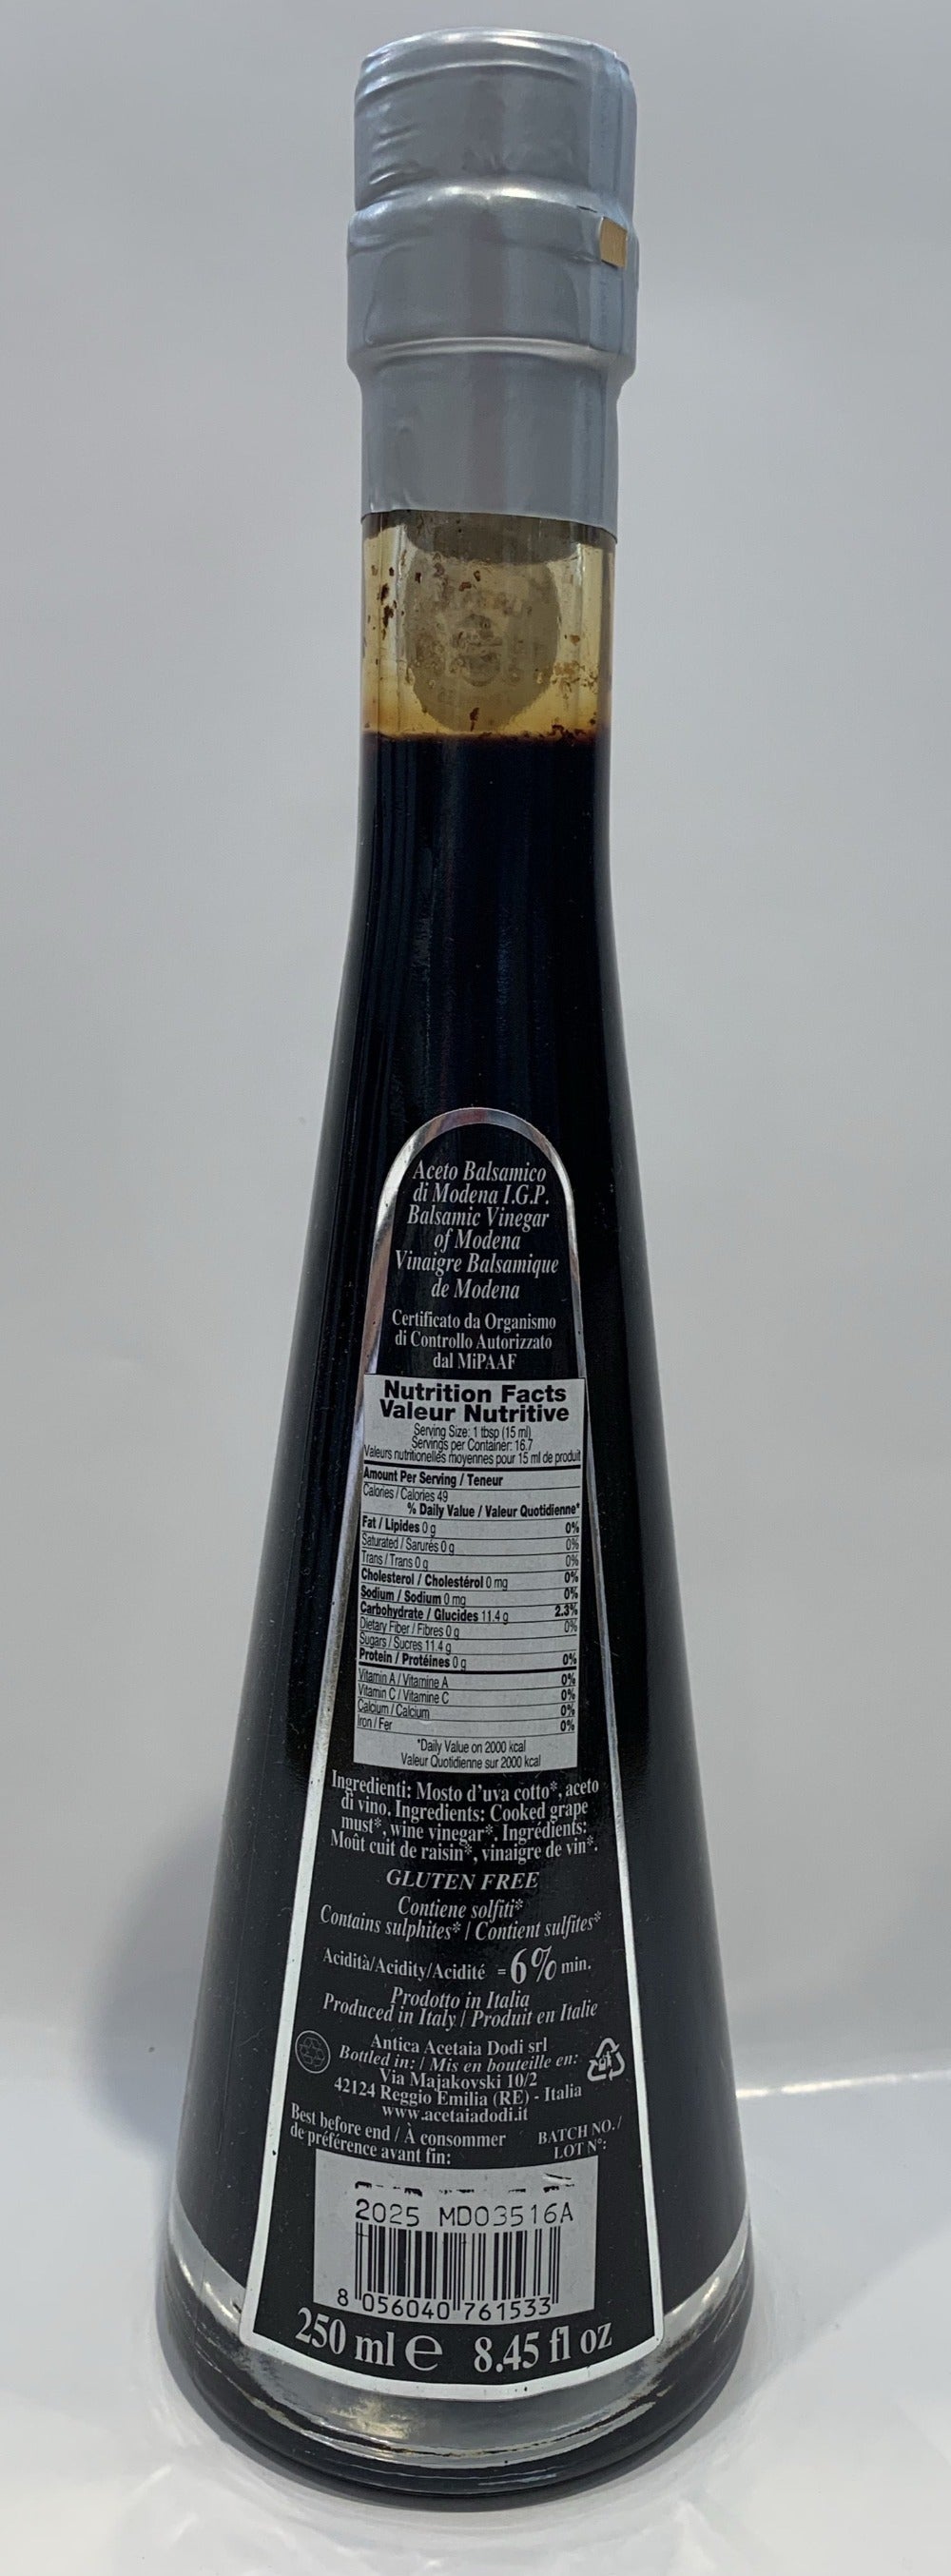 Aceto Balsamico
di Modena I.G.P.
Balsamic Vinegar
of Modena
Vinaigre Balsamique
de Modena
Certificato da Organismo
di Controllo Autorizzato
dal MiPAAF
Nutrition Facts
Valeur Nutritive
Serving Size: 1 tbsp (15 ml)
Servings per Container: 16.7
Valeurs nutritionelles moyennes pour 15 ml de produit
Amount Per Serving / Teneur
Calories / Calories 49
% Daily Value / Valeur Quotidienne*
Fat / Lipides 0 g 0%
Saturated / Sarurés 0 g 0%
Trans / Trans 0 g 0%
Cholesterol / Cholestérol 0 mg 0%
Sodium / Sodium 0 mg 0%
Carbohydrate / Glucides 11.4 g 2.3%
Dietary Fiber / Fibres 0 g 0%
Sugars / Sucres 11.4 g
Protein / Protéines 0 g 0%
Vitamin A / Vitamine A 0%
Vitamin C / Vitamine C 0%
Calcium / Calcium 0%
Iron / Fer 0%
*Daily Value on 2000 kcal
Valeur Quotidienne sur 2000 kcal
Ingredienti: Mosto d'uva cotto*, aceto
di vino. Ingredients: Cooked grape
must*, wine vinegar*. Ingrédients:
Moût cuit de raisin*, vinaigre de vin*.
GLUTEN FREE
Contiene solfiti*
Contains sulphites* / Contient sulfites*
Acidità/Acidity/Acidité = 6% min.
Prodotto in Italia
Produced in Italy / Produit en Italie
Antica Acetaia Dodi srl
Bottled in: / Mis en bouteille en:
Via Majakovski 10/2
42124 Reggio Emilia (RE) - Italia
www.acetaiadodi.it
Best before end / À consommer
de préférence avant fin:
BATCH NO./
LOT N°:
2025 MD03516A
8 056040 761533
250 ml e 8.45 fl oz